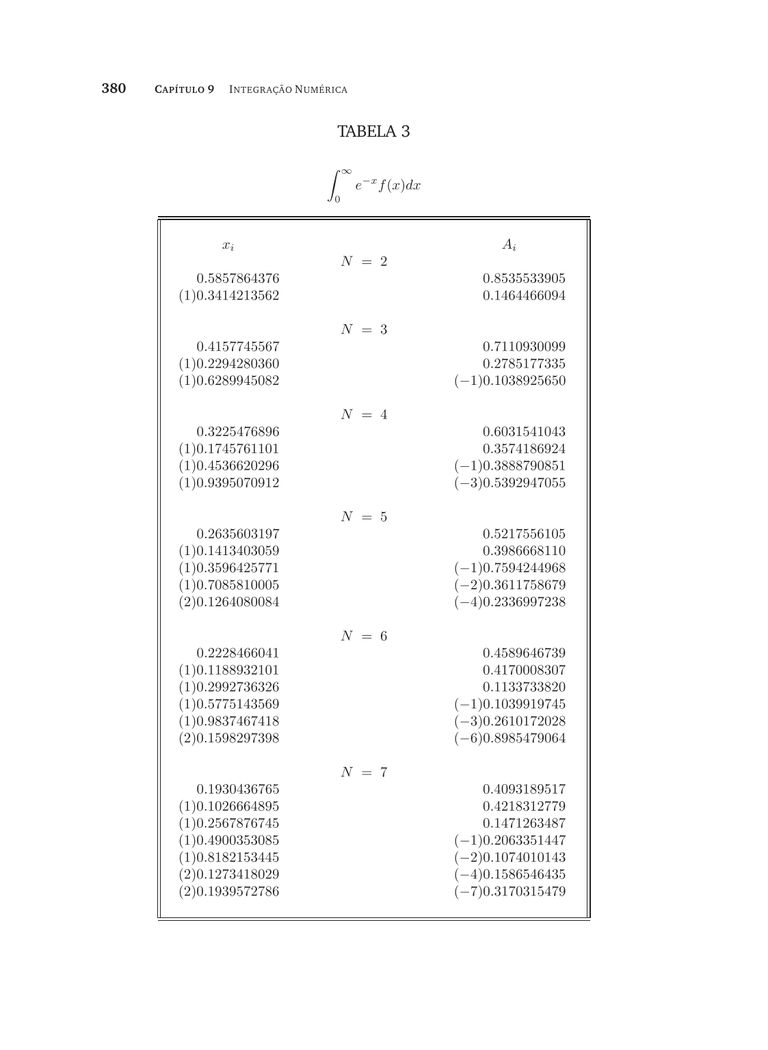 380 CAPÍTULO 9 INTEGRAÇÃO NUMÉRICA
TABELA 3
∫₀^∞ e^{−x} f(x)dx
x_i A_i
N = 2
0.5857864376 0.8535533905
(1)0.3414213562 0.1464466094
N = 3
0.4157745567 0.7110930099
(1)0.2294280360 0.2785177335
(1)0.6289945082 (−1)0.1038925650
N = 4
0.3225476896 0.6031541043
(1)0.1745761101 0.3574186924
(1)0.4536620296 (−1)0.3888790851
(1)0.9395070912 (−3)0.5392947055
N = 5
0.2635603197 0.5217556105
(1)0.1413403059 0.3986668110
(1)0.3596425771 (−1)0.7594244968
(1)0.7085810005 (−2)0.3611758679
(2)0.1264080084 (−4)0.2336997238
N = 6
0.2228466041 0.4589646739
(1)0.1188932101 0.4170008307
(1)0.2992736326 0.1133733820
(1)0.5775143569 (−1)0.1039919745
(1)0.9837467418 (−3)0.2610172028
(2)0.1598297398 (−6)0.8985479064
N = 7
0.1930436765 0.4093189517
(1)0.1026664895 0.4218312779
(1)0.2567876745 0.1471263487
(1)0.4900353085 (−1)0.2063351447
(1)0.8182153445 (−2)0.1074010143
(2)0.1273418029 (−4)0.1586546435
(2)0.1939572786 (−7)0.3170315479